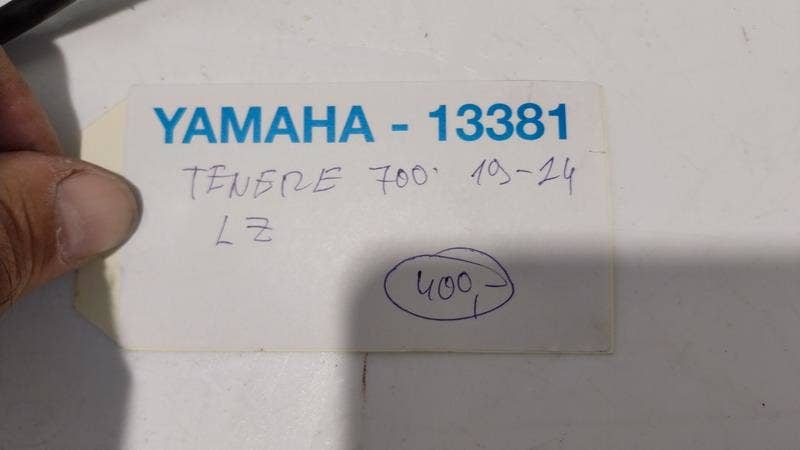 YAMAHA - 13381
TENERE 700 19-24
LZ
400,-